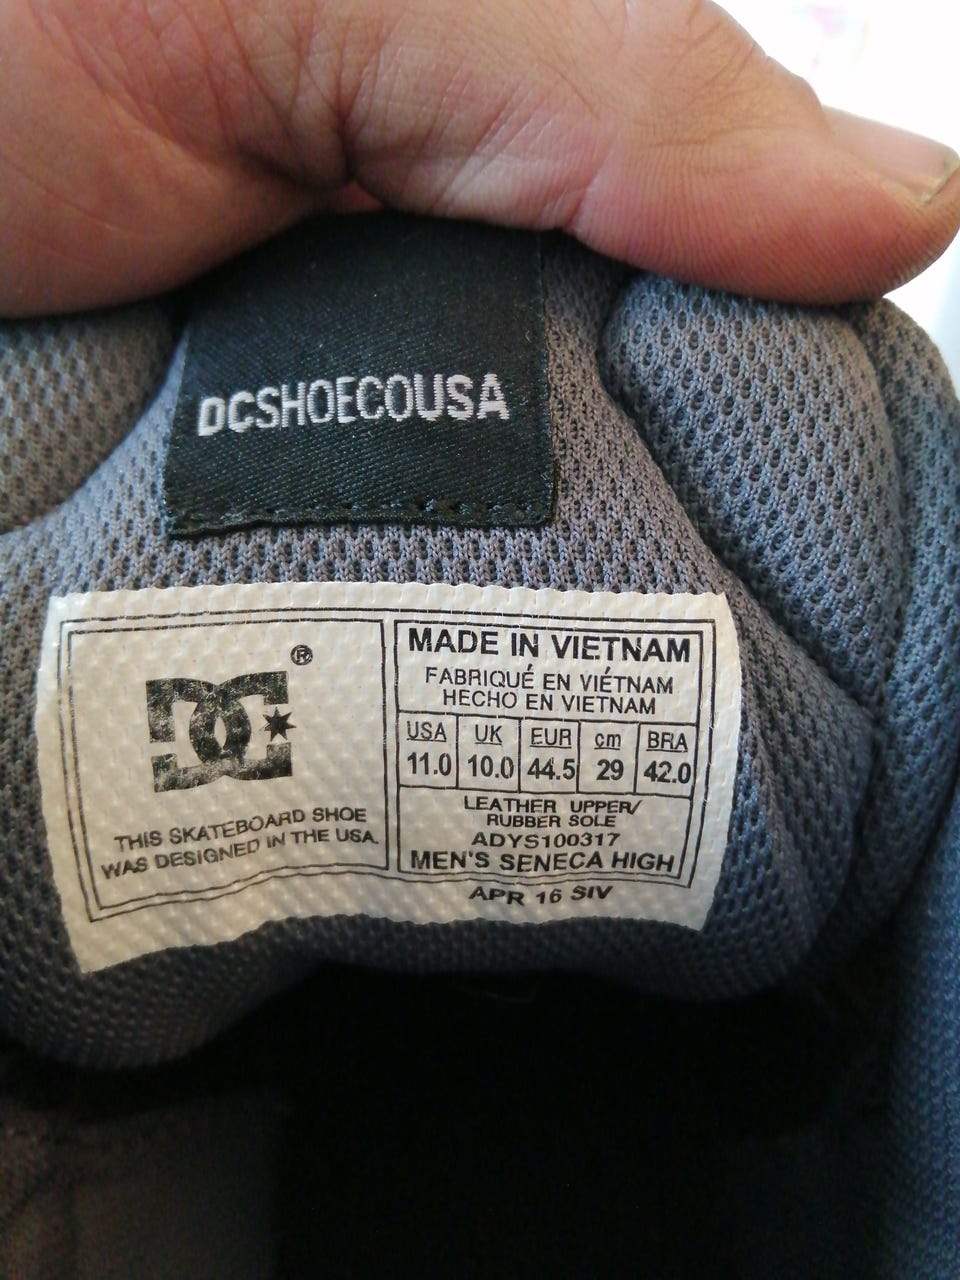 DCSHOECOUSA
DC
®
THIS SKATEBOARD SHOE
WAS DESIGNED IN THE USA.
MADE IN VIETNAM
FABRIQUÉ EN VIÉTNAM
HECHO EN VIETNAM
USA UK EUR cm BRA
11.0 10.0 44.5 29 42.0
LEATHER UPPER/
RUBBER SOLE
ADYS100317
MEN'S SENECA HIGH
APR 16 SIV